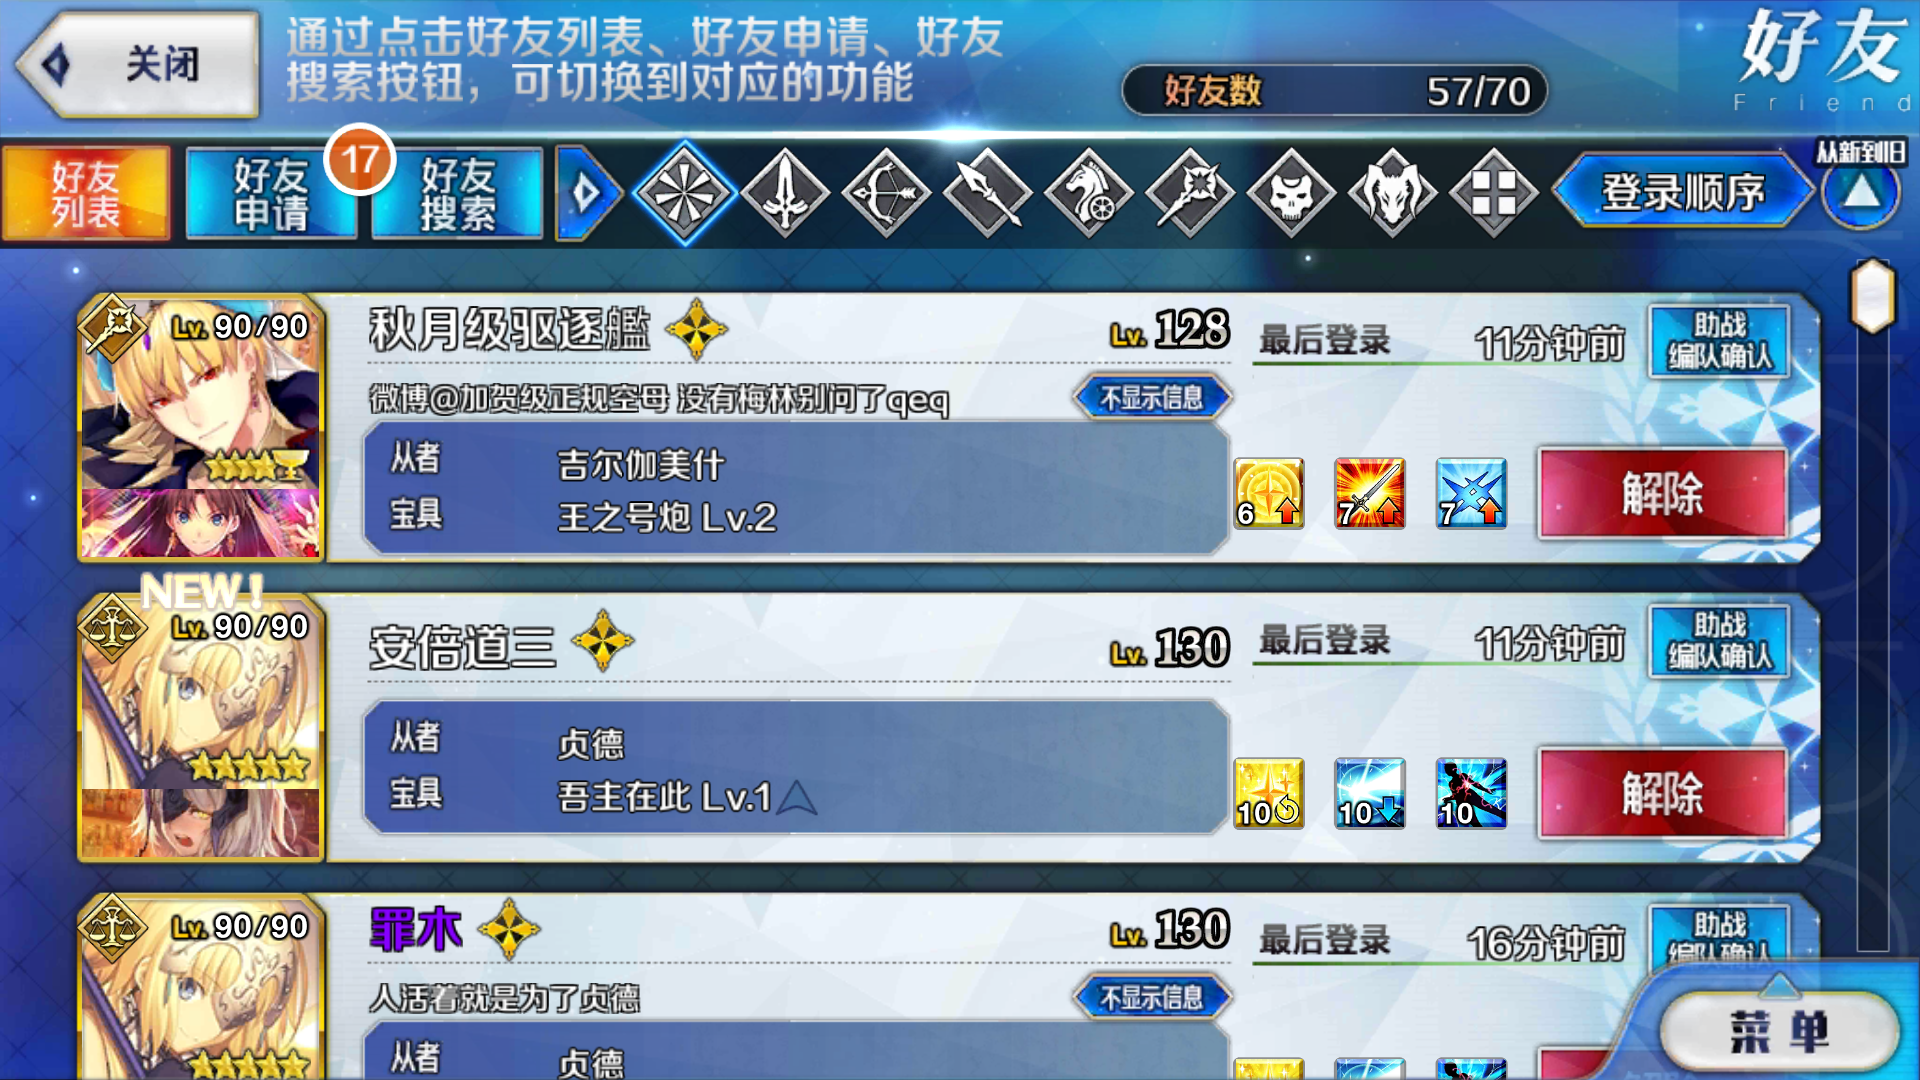 关闭
通过点击好友列表、好友申请、好友
搜索按钮，可切换到对应的功能
好友数 57/70
好友
Friend
好友
列表
好友
申请
17
好友
搜索
登录顺序
从新到旧
Lv. 90/90
秋月级驱逐艦
Lv. 128
最后登录 11分钟前
助战
编队确认
微博@加贺级正规空母 没有梅林别问了qeq
不显示信息
从者 吉尔伽美什
宝具 王之号炮 Lv.2
6
7
7
解除
NEW!
Lv. 90/90
安倍道三
Lv. 130
最后登录 11分钟前
助战
编队确认
从者 贞德
宝具 吾主在此 Lv.1
10
10
10
解除
Lv. 90/90
罪木
Lv. 130
最后登录 16分钟前
助战
编队确认
人活着就是为了贞德
不显示信息
从者 贞德
菜单